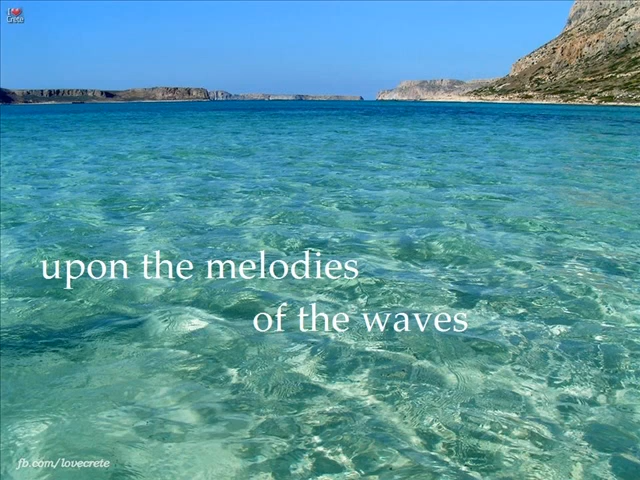 I ❤ Crete
upon the melodies
of the waves
fb.com/lovecrete